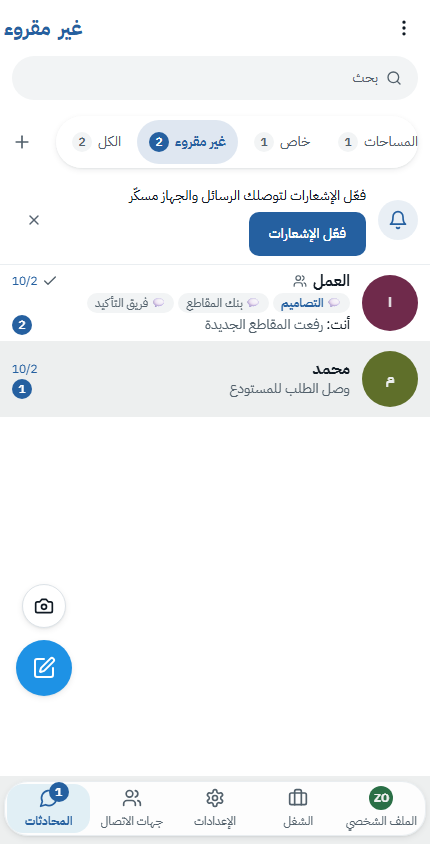 غير مقروء
بحث
المساحات 1
خاص 1
غير مقروء 2
الكل 2
فعّل الإشعارات لتوصلك الرسائل والجهاز مسكّر
فعّل الإشعارات
ا
العمل
10/2
التصاميم
بنك المقاطع
فريق التأكيد
أنت: رفعت المقاطع الجديدة
2
م
محمد
10/2
وصل الطلب للمستودع
1
ZO
الملف الشخصي
الشغل
الإعدادات
جهات الاتصال
1
المحادثات